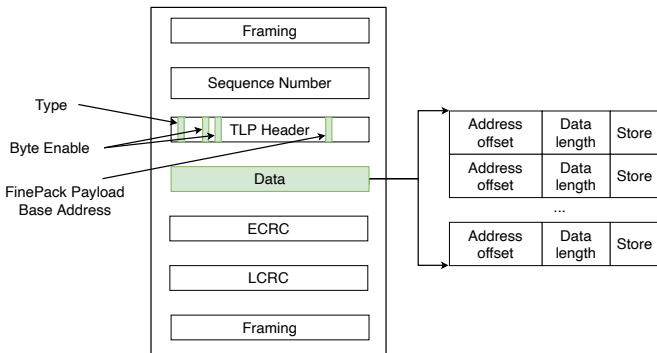 Framing
Sequence Number
Type
TLP Header
Byte Enable
FinePack Payload
Base Address
Data
ECRC
LCRC
Framing
Address
offset
Data
length
Store
Address
offset
Data
length
Store
...
Address
offset
Data
length
Store